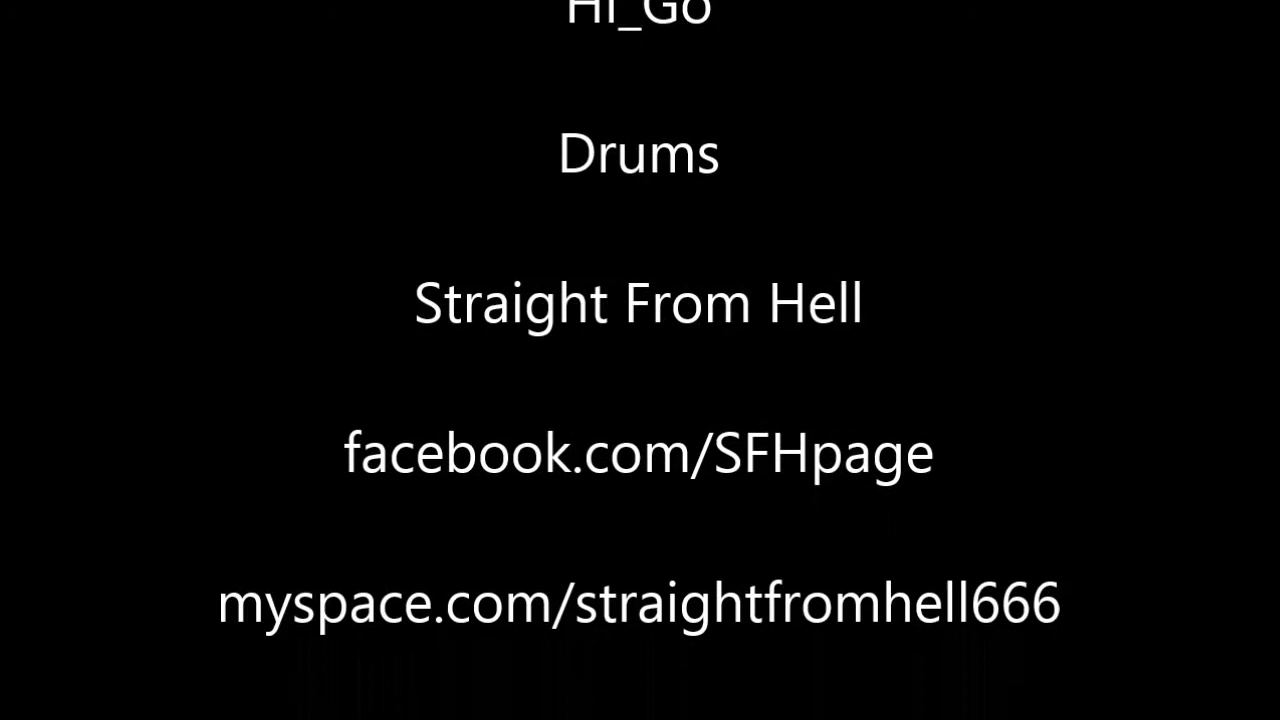 Hi_Go
Drums
Straight From Hell
facebook.com/SFHpage
myspace.com/straightfromhell666